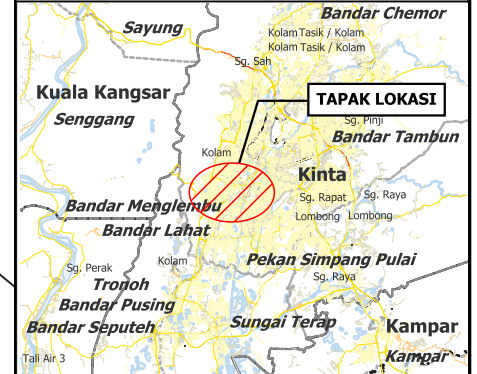 Bandar Chemor
Sayung
Kolam Tasik / Kolam
Kolam Tasik / Kolam
Sg. Sah
Kuala Kangsar
TAPAK LOKASI
Senggang
Sg. Pinji
Bandar Tambun
Kolam
Kinta
Sg. Rapat
Sg. Raya
Bandar Menglembu
Lombong
Lombong
Bandar Lahat
Sg. Perak
Kolam
Pekan Simpang Pulai
Sg. Raya
Tronoh
Bandar Pusing
Bandar Seputeh
Sungai Terap
Kampar
Tali Air 3
Kampar